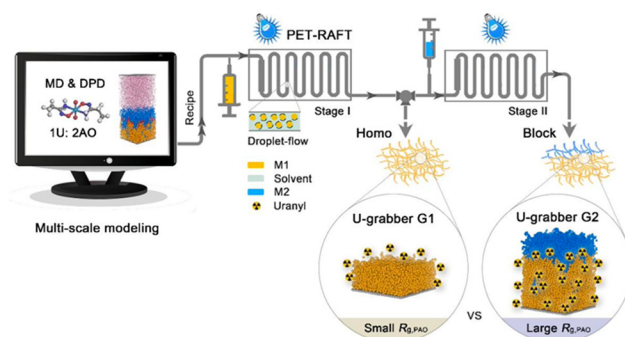 PET-RAFT
MD & DPD
1U: 2AO
Recipe
Stage I
Stage II
Droplet-flow
M1
Solvent
M2
Uranyl
Homo
Block
Multi-scale modeling
U-grabber G1
U-grabber G2
Small Rg,PAO
VS
Large Rg,PAO